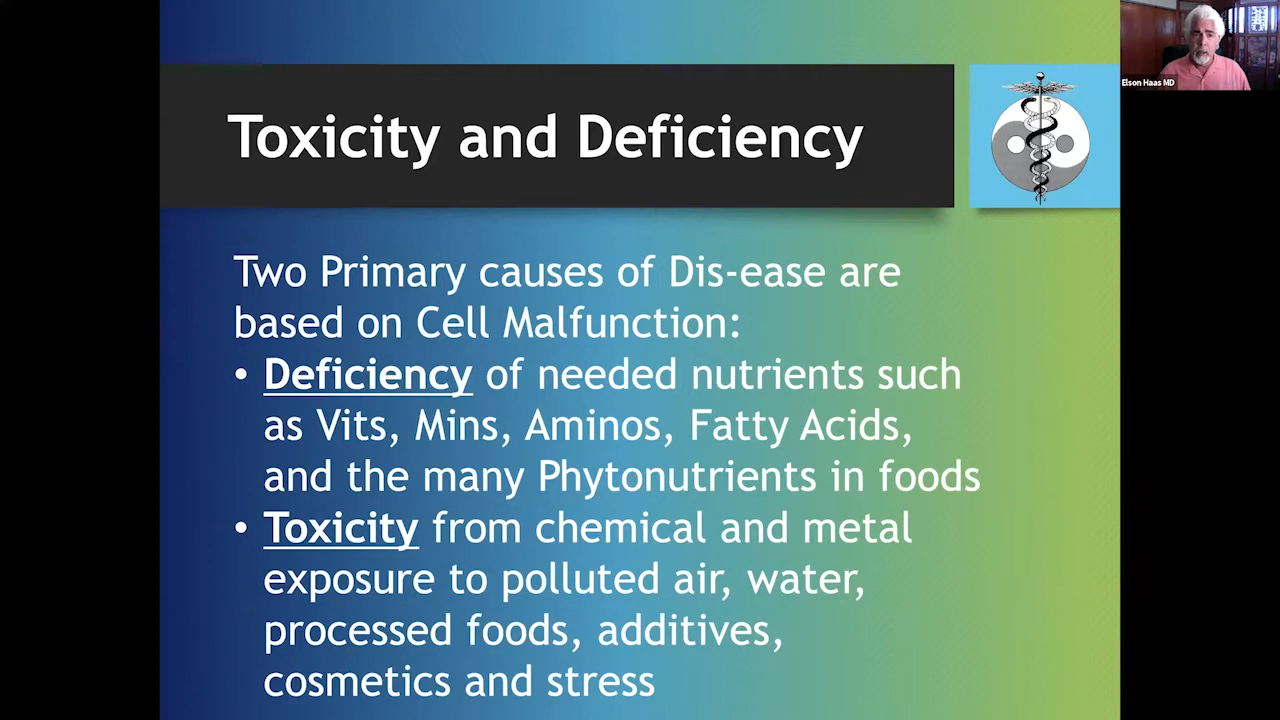 Toxicity and Deficiency
Elson Haas MD
Two Primary causes of Dis-ease are
based on Cell Malfunction:
• Deficiency of needed nutrients such
as Vits, Mins, Aminos, Fatty Acids,
and the many Phytonutrients in foods
• Toxicity from chemical and metal
exposure to polluted air, water,
processed foods, additives,
cosmetics and stress